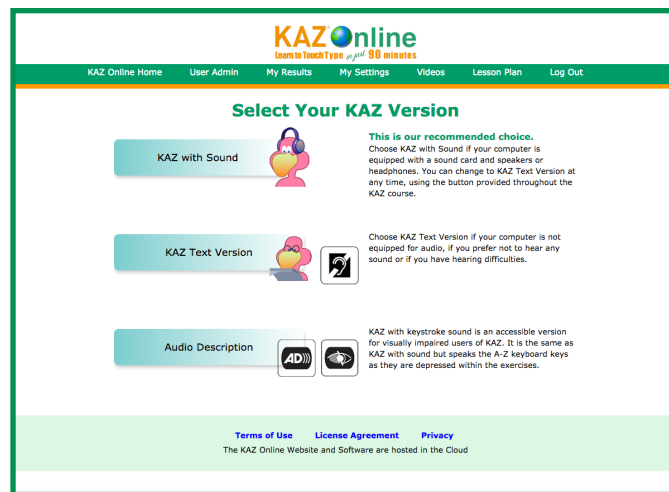 KAZ Online
Learn to Touch Type in just 90 minutes
KAZ Online Home User Admin My Results My Settings Videos Lesson Plan Log Out
Select Your KAZ Version
KAZ with Sound
This is our recommended choice.
Choose KAZ with Sound if your computer is
equipped with a sound card and speakers or
headphones. You can change to KAZ Text Version at
any time, using the button provided throughout the
KAZ course.
KAZ Text Version
Choose KAZ Text Version if your computer is not
equipped for audio, if you prefer not to hear any
sound or if you have hearing difficulties.
Audio Description
AD)))
KAZ with keystroke sound is an accessible version
for visually impaired users of KAZ. It is the same as
KAZ with sound but speaks the A-Z keyboard keys
as they are depressed within the exercises.
Terms of Use License Agreement Privacy
The KAZ Online Website and Software are hosted in the Cloud